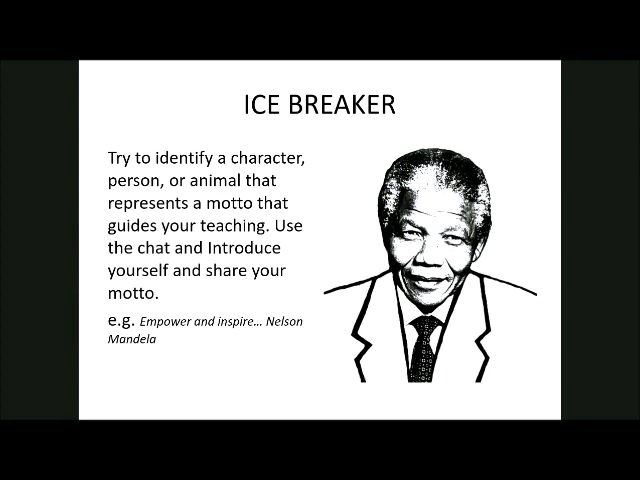 ICE BREAKER
Try to identify a character,
person, or animal that
represents a motto that
guides your teaching. Use
the chat and Introduce
yourself and share your
motto.
e.g. Empower and inspire... Nelson
Mandela